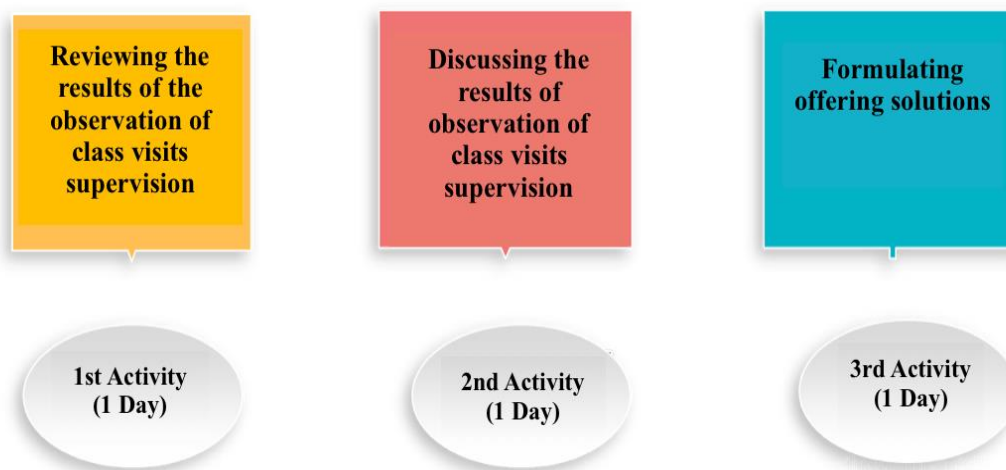 Reviewing the
results of the
observation of
class visits
supervision
Discussing the
results of
observation of
class visits
supervision
Formulating
offering solutions
1st Activity
(1 Day)
2nd Activity
(1 Day)
3rd Activity
(1 Day)